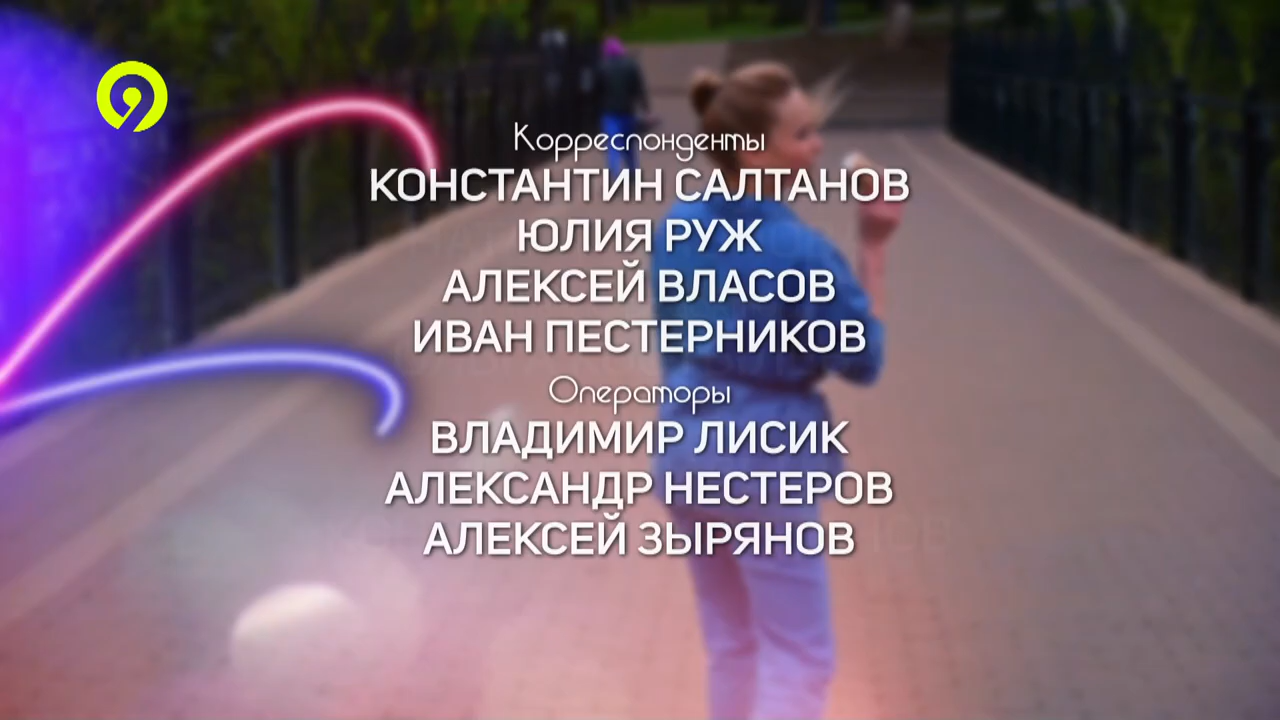 Корреспонденты
КОНСТАНТИН САЛТАНОВ
ЮЛИЯ РУЖ
АЛЕКСЕЙ ВЛАСОВ
ИВАН ПЕСТЕРНИКОВ
Операторы
ВЛАДИМИР ЛИСИК
АЛЕКСАНДР НЕСТЕРОВ
АЛЕКСЕЙ ЗЫРЯНОВ